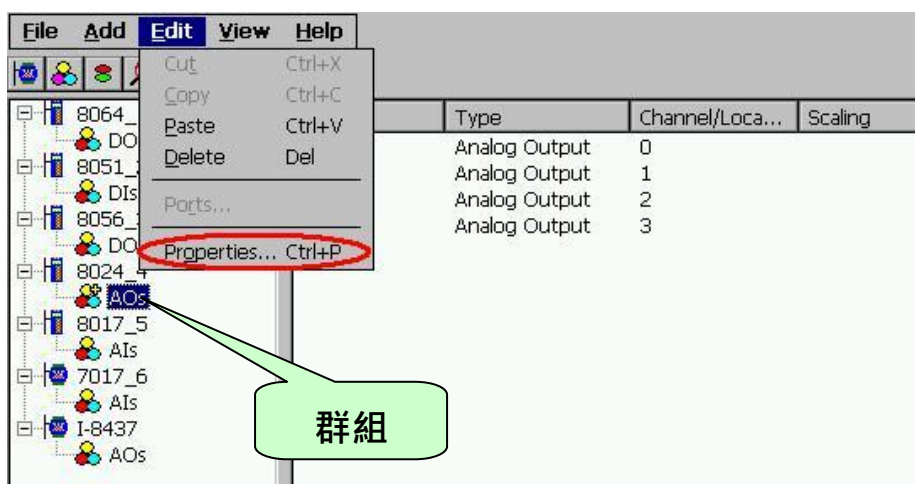 File Add Edit View Help
Cut Ctrl+X
Copy Ctrl+C
Paste Ctrl+V
Delete Del
Ports...
Properties... Ctrl+P
Type Channel/Loca... Scaling
Analog Output 0
Analog Output 1
Analog Output 2
Analog Output 3
8064_
DO
8051_
DIs
8056_
DO
8024_4
AOs
8017_5
AIs
7017_6
AIs
I-8437
AOs
群組